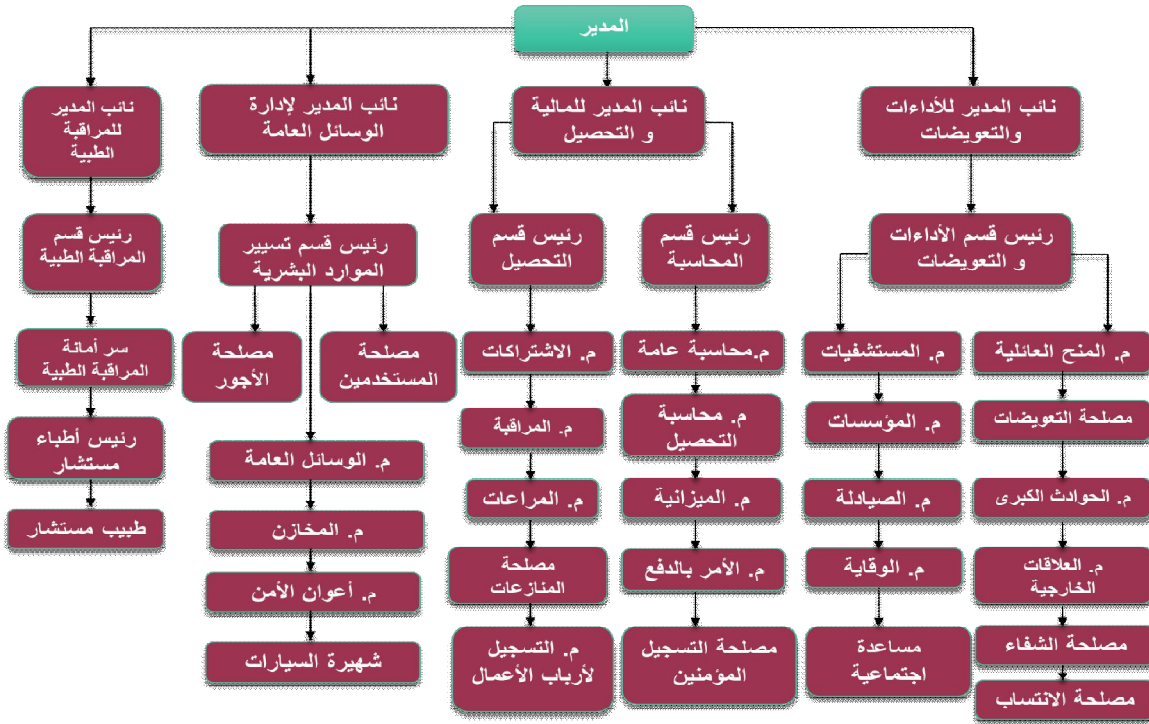 المدير
نائب المدير للأداءات
والتعويضات
نائب المدير للمالية
و التحصيل
نائب المدير لإدارة
الوسائل العامة
نائب المدير
للمراقبة
الطبية
رئيس قسم الأداءات
و التعويضات
رئيس قسم
المحاسبة
رئيس قسم
التحصيل
رئيس قسم تسيير
الموارد البشرية
رئيس قسم
المراقبة الطبية
م. المنح العائلية
م. المستشفيات
م.محاسبة عامة
م. الاشتراكات
مصلحة
المستخدمين
مصلحة
الأجور
سر أمانة
المراقبة الطبية
مصلحة التعويضات
م. المؤسسات
م. محاسبة
التحصيل
م. المراقبة
م. الوسائل العامة
رئيس أطباء
مستشار
م. الحوادث الكبرى
م. الصيادلة
م. الميزانية
م. المراعات
م. المخازن
طبيب مستشار
م. العلاقات
الخارجية
م. الوقاية
م. الأمر بالدفع
مصلحة
المنازعات
م. أعوان الأمن
مصلحة الشفاء
مساعدة
اجتماعية
مصلحة التسجيل
المؤمنين
م. التسجيل
لأرباب الأعمال
شهيرة السيارات
مصلحة الانتساب